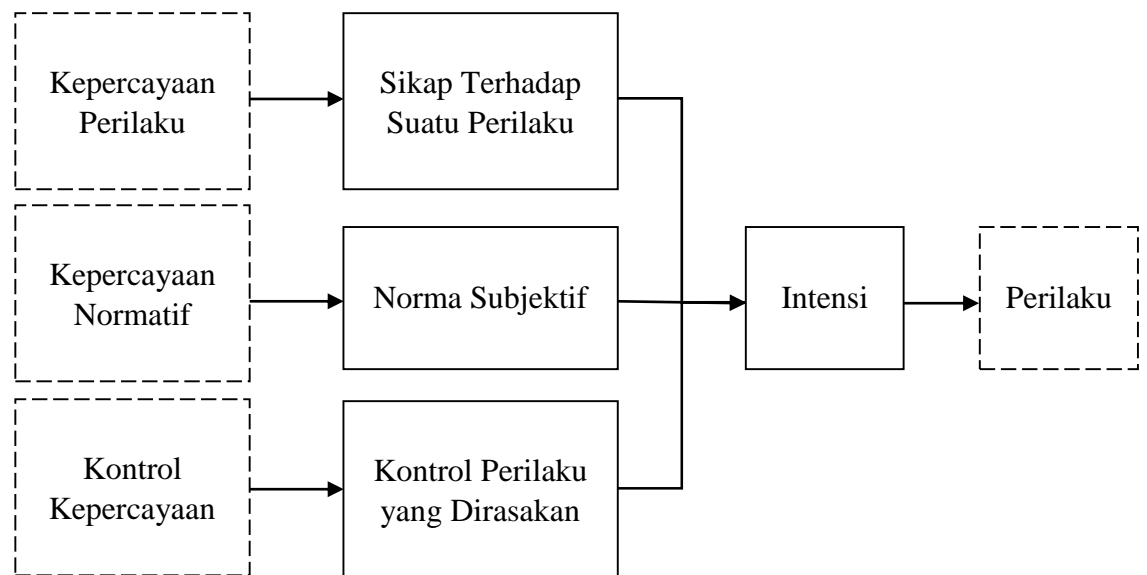 Kepercayaan
Perilaku
Sikap Terhadap
Suatu Perilaku
Kepercayaan
Normatif
Norma Subjektif
Intensi
Perilaku
Kontrol
Kepercayaan
Kontrol Perilaku
yang Dirasakan